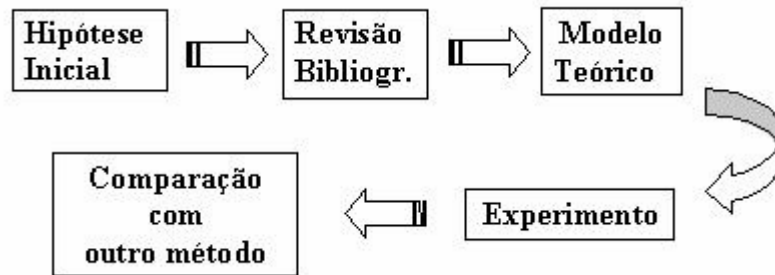 Hipótese
Inicial
Revisão
Bibliogr.
Modelo
Teórico
Experimento
Comparação
com
outro método